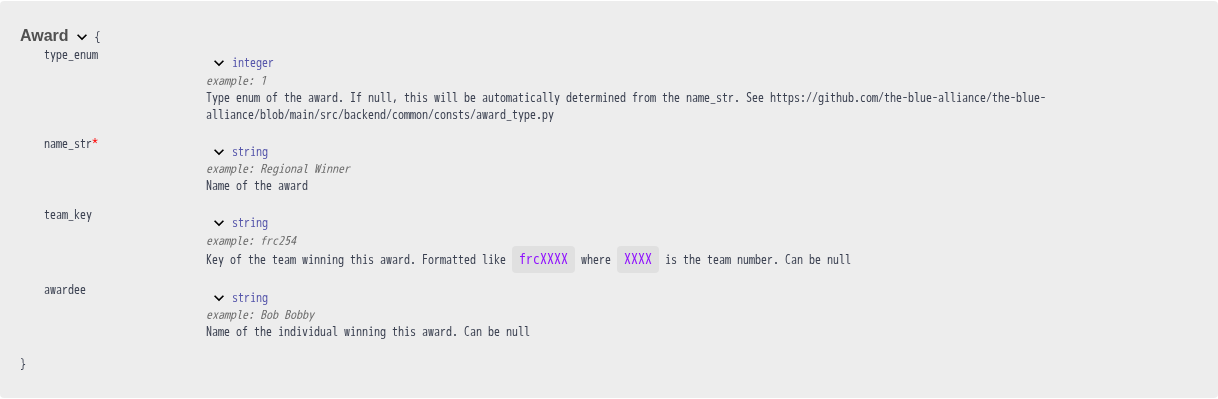 Award {
type_enum
integer
example: 1
Type enum of the award. If null, this will be automatically determined from the name_str. See https://github.com/the-blue-alliance/the-blue-
alliance/blob/main/src/backend/common/consts/award_type.py
name_str*
string
example: Regional Winner
Name of the award
team_key
string
example: frc254
Key of the team winning this award. Formatted like frcXXXX where XXXX is the team number. Can be null
awardee
string
example: Bob Bobby
Name of the individual winning this award. Can be null
}